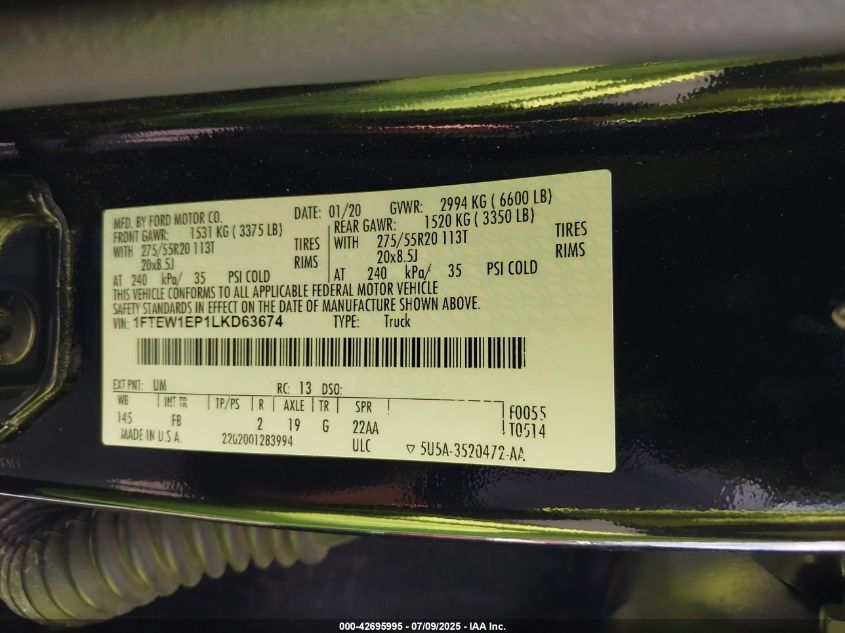 MFD. BY FORD MOTOR CO. DATE: 01/20 GVWR: 2994 KG ( 6600 LB)
FRONT GAWR: 1531 KG ( 3375 LB) REAR GAWR: 1520 KG ( 3350 LB)
WITH 275/55R20 113T TIRES WITH 275/55R20 113T TIRES
20x8.5J RIMS 20x8.5J RIMS
AT 240 kPa/ 35 PSI COLD AT 240 kPa/ 35 PSI COLD
THIS VEHICLE CONFORMS TO ALL APPLICABLE FEDERAL MOTOR VEHICLE
SAFETY STANDARDS IN EFFECT ON THE DATE OF MANUFACTURE SHOWN ABOVE.
VIN: 1FTEW1EP1LKD63674 TYPE: Truck
EXT PNT: UM RC: 13 DSO:
WB INT TR TP/PS R AXLE TR SPR F0055
145 FB 2 19 G 22AA T0514
MADE IN U.S.A. 22G2001283994 ULC ▽ 5U5A-3520472-AA
000-42695995 / 07/09/2025 - IAA Inc.